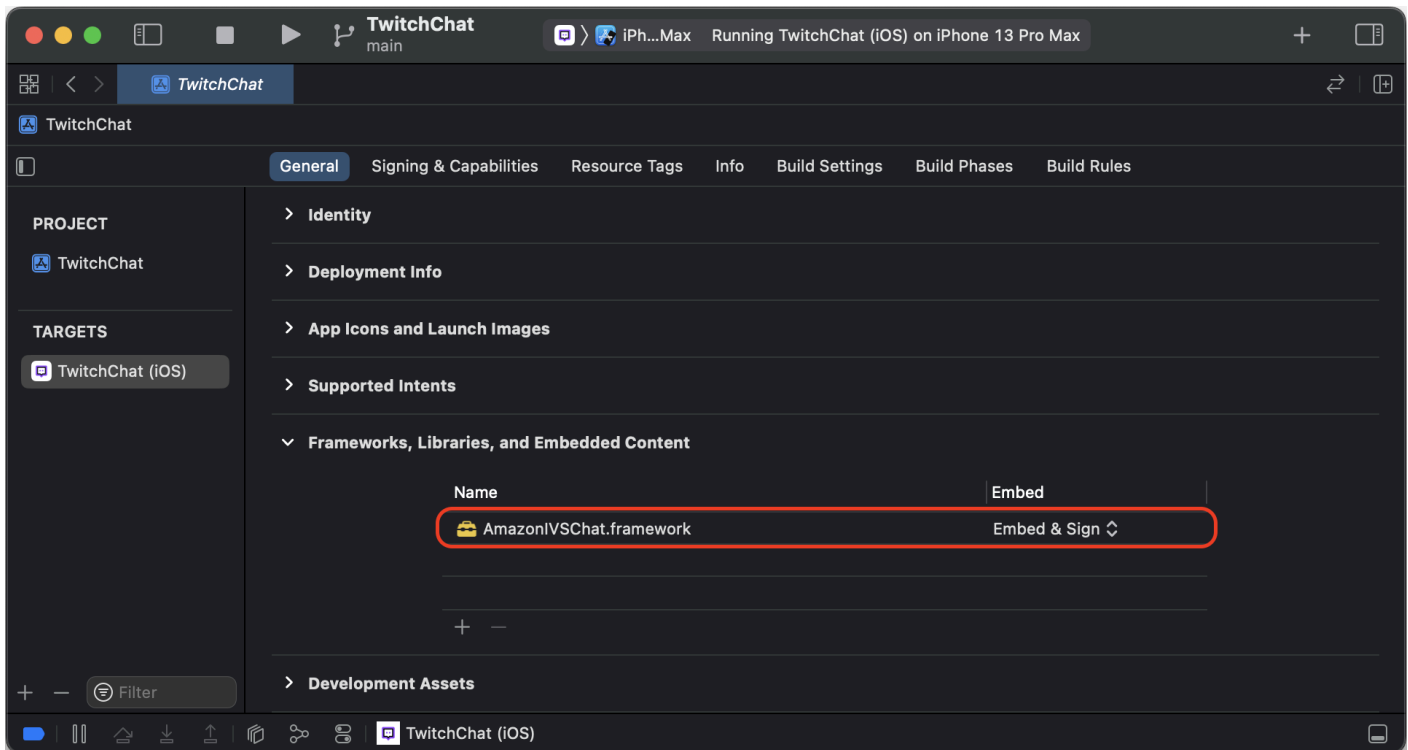 TwitchChat
main
iPh...Max Running TwitchChat (iOS) on iPhone 13 Pro Max
TwitchChat
TwitchChat
General Signing & Capabilities Resource Tags Info Build Settings Build Phases Build Rules
PROJECT
TwitchChat
TARGETS
TwitchChat (iOS)
Identity
Deployment Info
App Icons and Launch Images
Supported Intents
Frameworks, Libraries, and Embedded Content
Name Embed
AmazonIVSChat.framework Embed & Sign
Development Assets
Filter
TwitchChat (iOS)